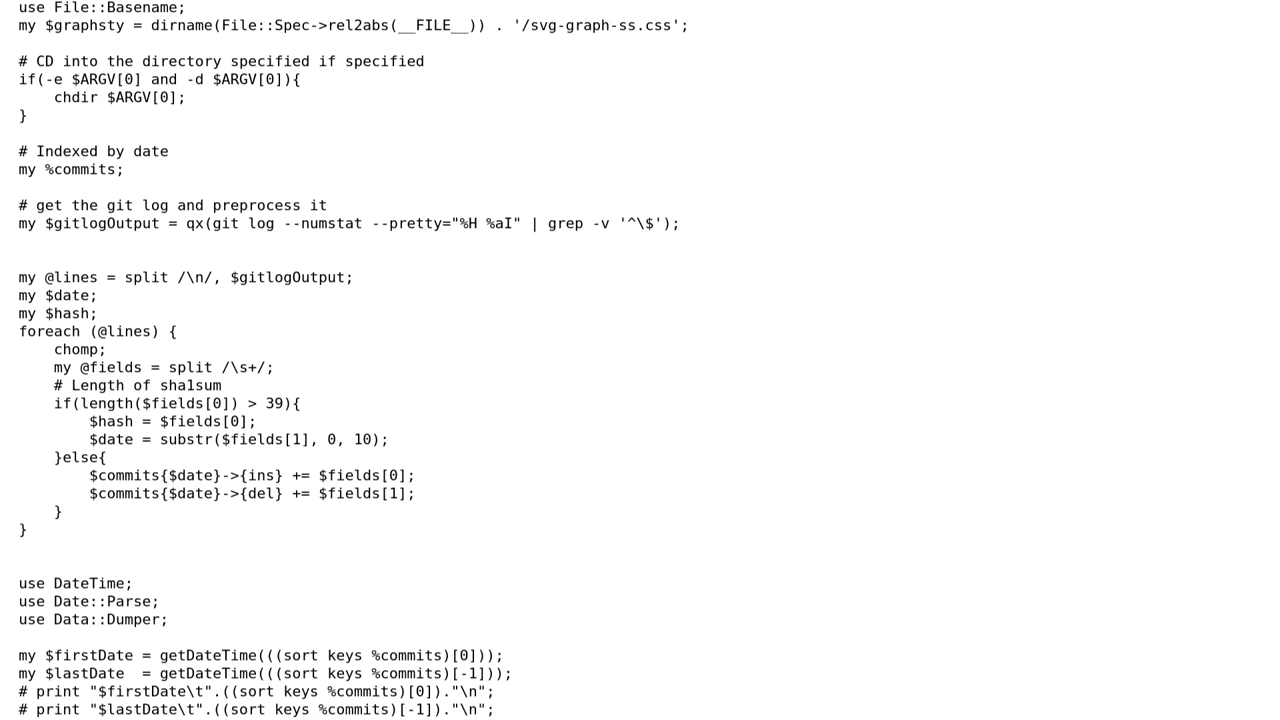 use File::Basename;
my $graphsty = dirname(File::Spec->rel2abs(__FILE__)) . '/svg-graph-ss.css';

# CD into the directory specified if specified
if(-e $ARGV[0] and -d $ARGV[0]){
    chdir $ARGV[0];
}

# Indexed by date
my %commits;

# get the git log and preprocess it
my $gitlogOutput = qx(git log --numstat --pretty="%H %aI" | grep -v '^\$');


my @lines = split /\n/, $gitlogOutput;
my $date;
my $hash;
foreach (@lines) {
    chomp;
    my @fields = split /\s+/;
    # Length of sha1sum
    if(length($fields[0]) > 39){
        $hash = $fields[0];
        $date = substr($fields[1], 0, 10);
    }else{
        $commits{$date}->{ins} += $fields[0];
        $commits{$date}->{del} += $fields[1];
    }
}


use DateTime;
use Date::Parse;
use Data::Dumper;

my $firstDate = getDateTime(((sort keys %commits)[0]));
my $lastDate  = getDateTime(((sort keys %commits)[-1]));
# print "$firstDate\t".((sort keys %commits)[0])."\n";
# print "$lastDate\t".((sort keys %commits)[-1])."\n";